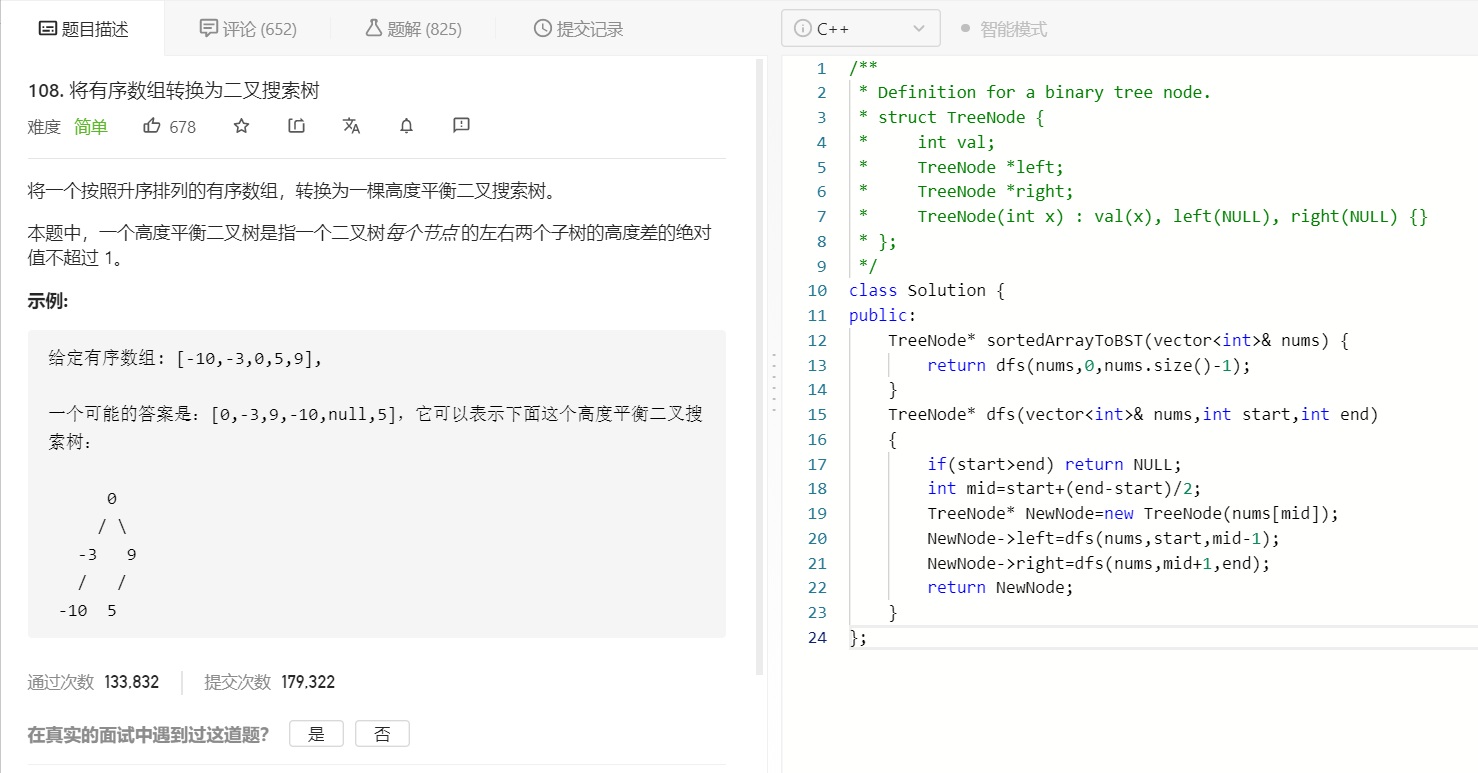 题目描述
评论 (652)
题解 (825)
提交记录
C++
智能模式
108. 将有序数组转换为二叉搜索树
难度 简单 678
将一个按照升序排列的有序数组，转换为一棵高度平衡二叉搜索树。
本题中，一个高度平衡二叉树是指一个二叉树每个节点 的左右两个子树的高度差的绝对
值不超过 1。
示例:
给定有序数组: [-10,-3,0,5,9],
一个可能的答案是：[0,-3,9,-10,null,5]，它可以表示下面这个高度平衡二叉搜
索树：
      0
     / \
   -3   9
   /   /
 -10  5
通过次数 133,832 提交次数 179,322
在真实的面试中遇到过这道题? 是 否
1 /**
2  * Definition for a binary tree node.
3  * struct TreeNode {
4  *     int val;
5  *     TreeNode *left;
6  *     TreeNode *right;
7  *     TreeNode(int x) : val(x), left(NULL), right(NULL) {}
8  * };
9  */
10 class Solution {
11 public:
12     TreeNode* sortedArrayToBST(vector<int>& nums) {
13         return dfs(nums,0,nums.size()-1);
14     }
15     TreeNode* dfs(vector<int>& nums,int start,int end)
16     {
17         if(start>end) return NULL;
18         int mid=start+(end-start)/2;
19         TreeNode* NewNode=new TreeNode(nums[mid]);
20         NewNode->left=dfs(nums,start,mid-1);
21         NewNode->right=dfs(nums,mid+1,end);
22         return NewNode;
23     }
24 };